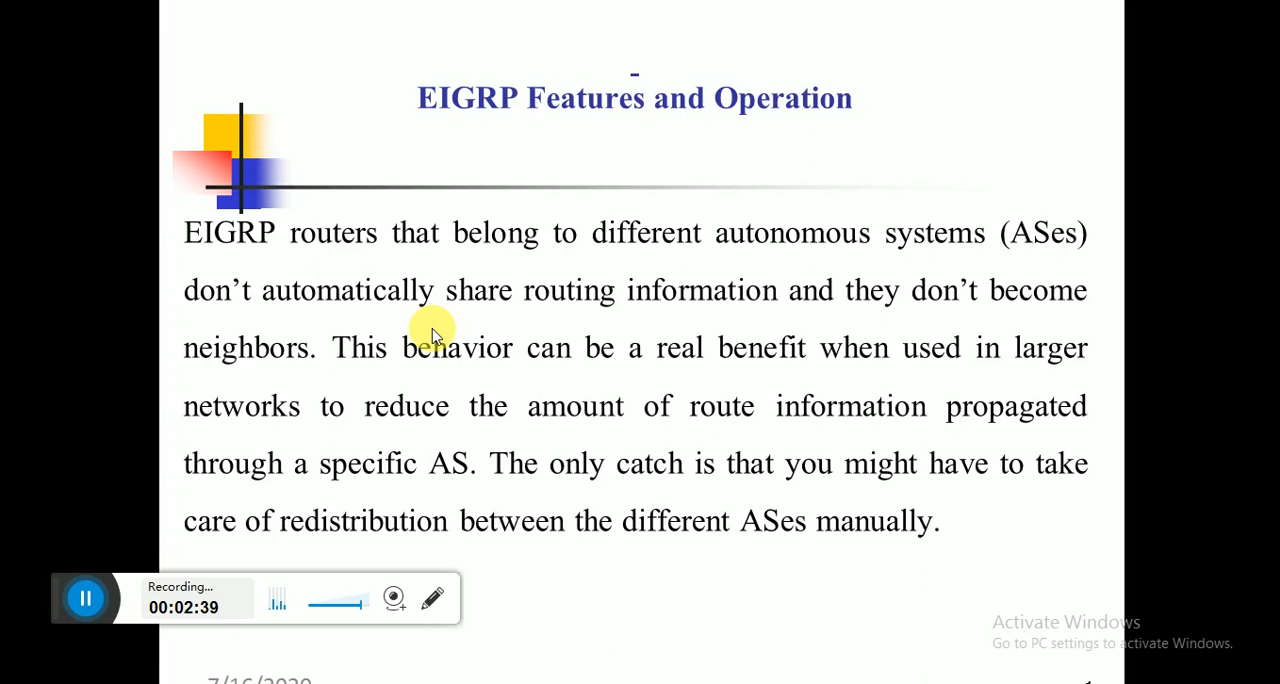 -
EIGRP Features and Operation
EIGRP routers that belong to different autonomous systems (ASes)
don’t automatically share routing information and they don’t become
neighbors. This behavior can be a real benefit when used in larger
networks to reduce the amount of route information propagated
through a specific AS. The only catch is that you might have to take
care of redistribution between the different ASes manually.
Recording...
00:02:39
Activate Windows
Go to PC settings to activate Windows.
7/16/2020